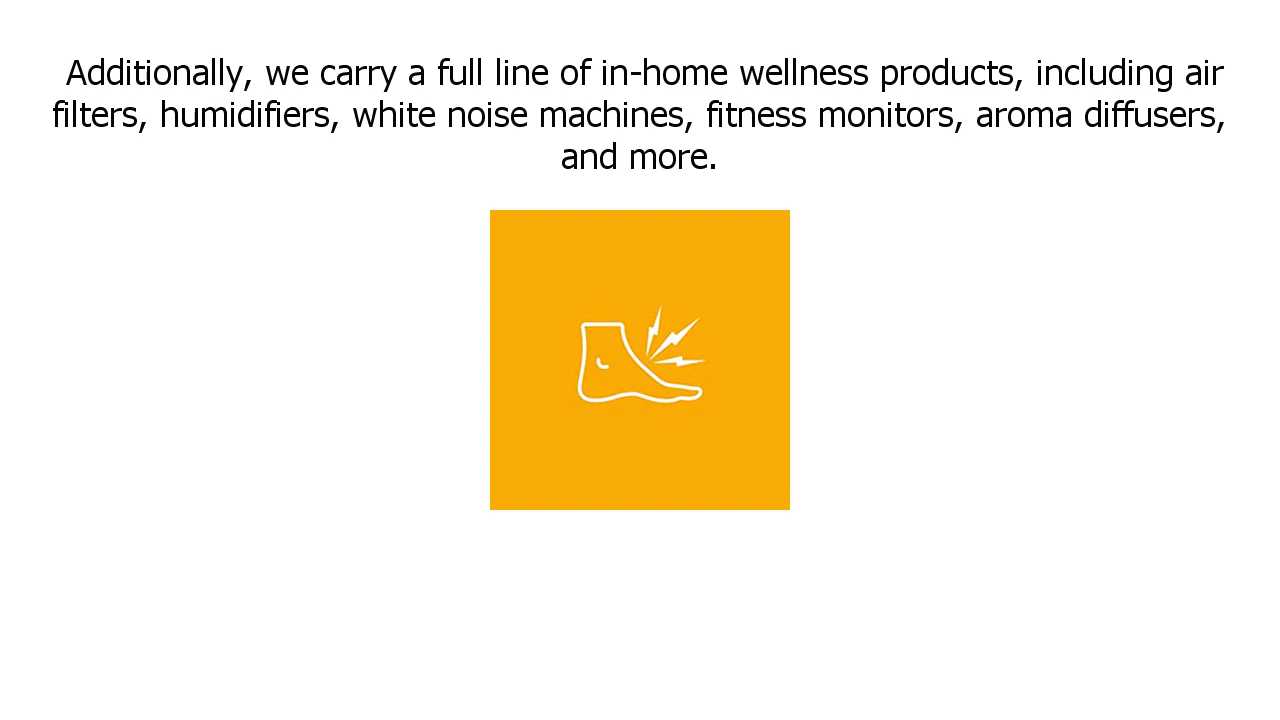 Additionally, we carry a full line of in-home wellness products, including air
filters, humidifiers, white noise machines, fitness monitors, aroma diffusers,
and more.